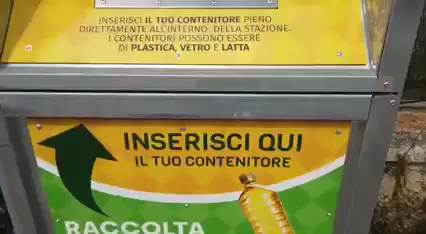 INSERISCI IL TUO CONTENITORE PIENO
DIRETTAMENTE ALL'INTERNO DELLA STAZIONE.
I CONTENITORI POSSONO ESSERE
DI PLASTICA, VETRO E LATTA
INSERISCI QUI
IL TUO CONTENITORE
RACCOLTA